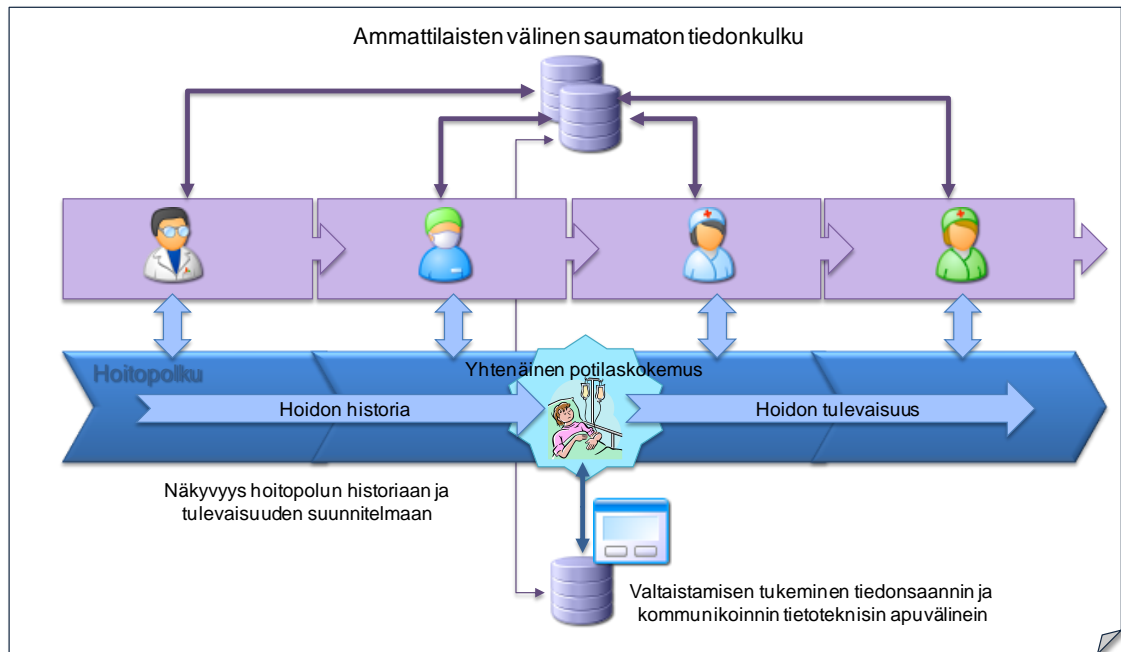 Ammattilaisten välinen saumaton tiedonkulku
Hoitopolku
Yhtenäinen potilaskokemus
Hoidon historia
Hoidon tulevaisuus
Näkyvyys hoitopolun historiaan ja
tulevaisuuden suunnitelmaan
Valtaistamisen tukeminen tiedonsaannin ja
kommunikoinnin tietoteknisin apuvälinein